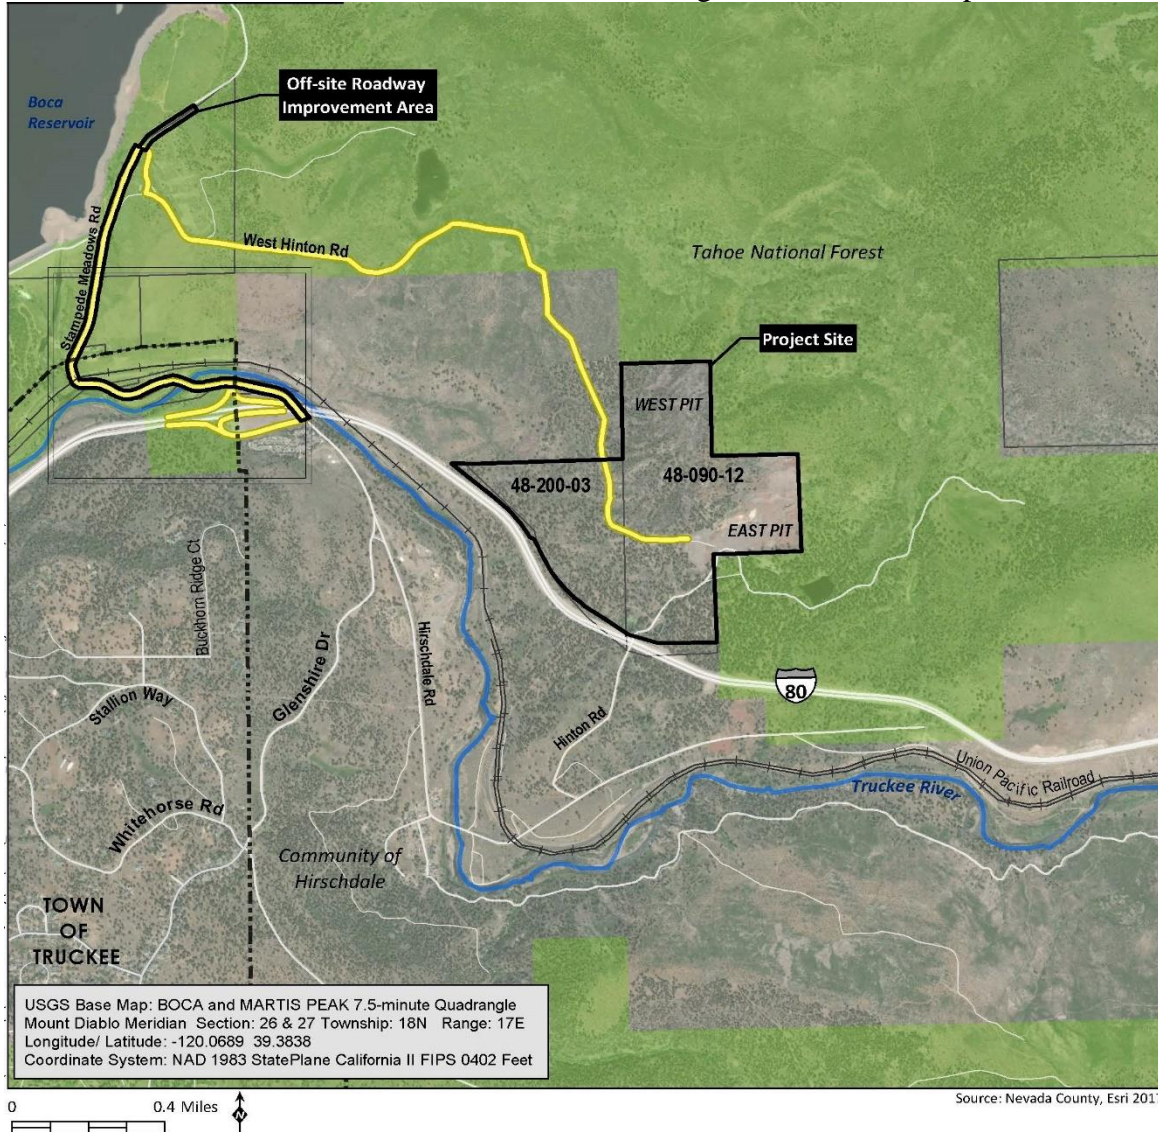 Off-site Roadway
Improvement Area
Boca
Reservoir
Stampede Meadows Rd
West Hinton Rd
Tahoe National Forest
Project Site
WEST PIT
48-200-03
48-090-12
EAST PIT
Buckhorn Ridge Ct
Stallion Way
Glenshire Dr
Hirschdale Rd
Hinton Rd
80
Whitehorse Rd
Union Pacific Railroad
Truckee River
Community of
Hirschdale
TOWN
OF
TRUCKEE
USGS Base Map: BOCA and MARTIS PEAK 7.5-minute Quadrangle
Mount Diablo Meridian Section: 26 & 27 Township: 18N Range: 17E
Longitude/ Latitude: -120.0689 39.3838
Coordinate System: NAD 1983 StatePlane California II FIPS 0402 Feet
0 0.4 Miles
N
Source: Nevada County, Esri 2017